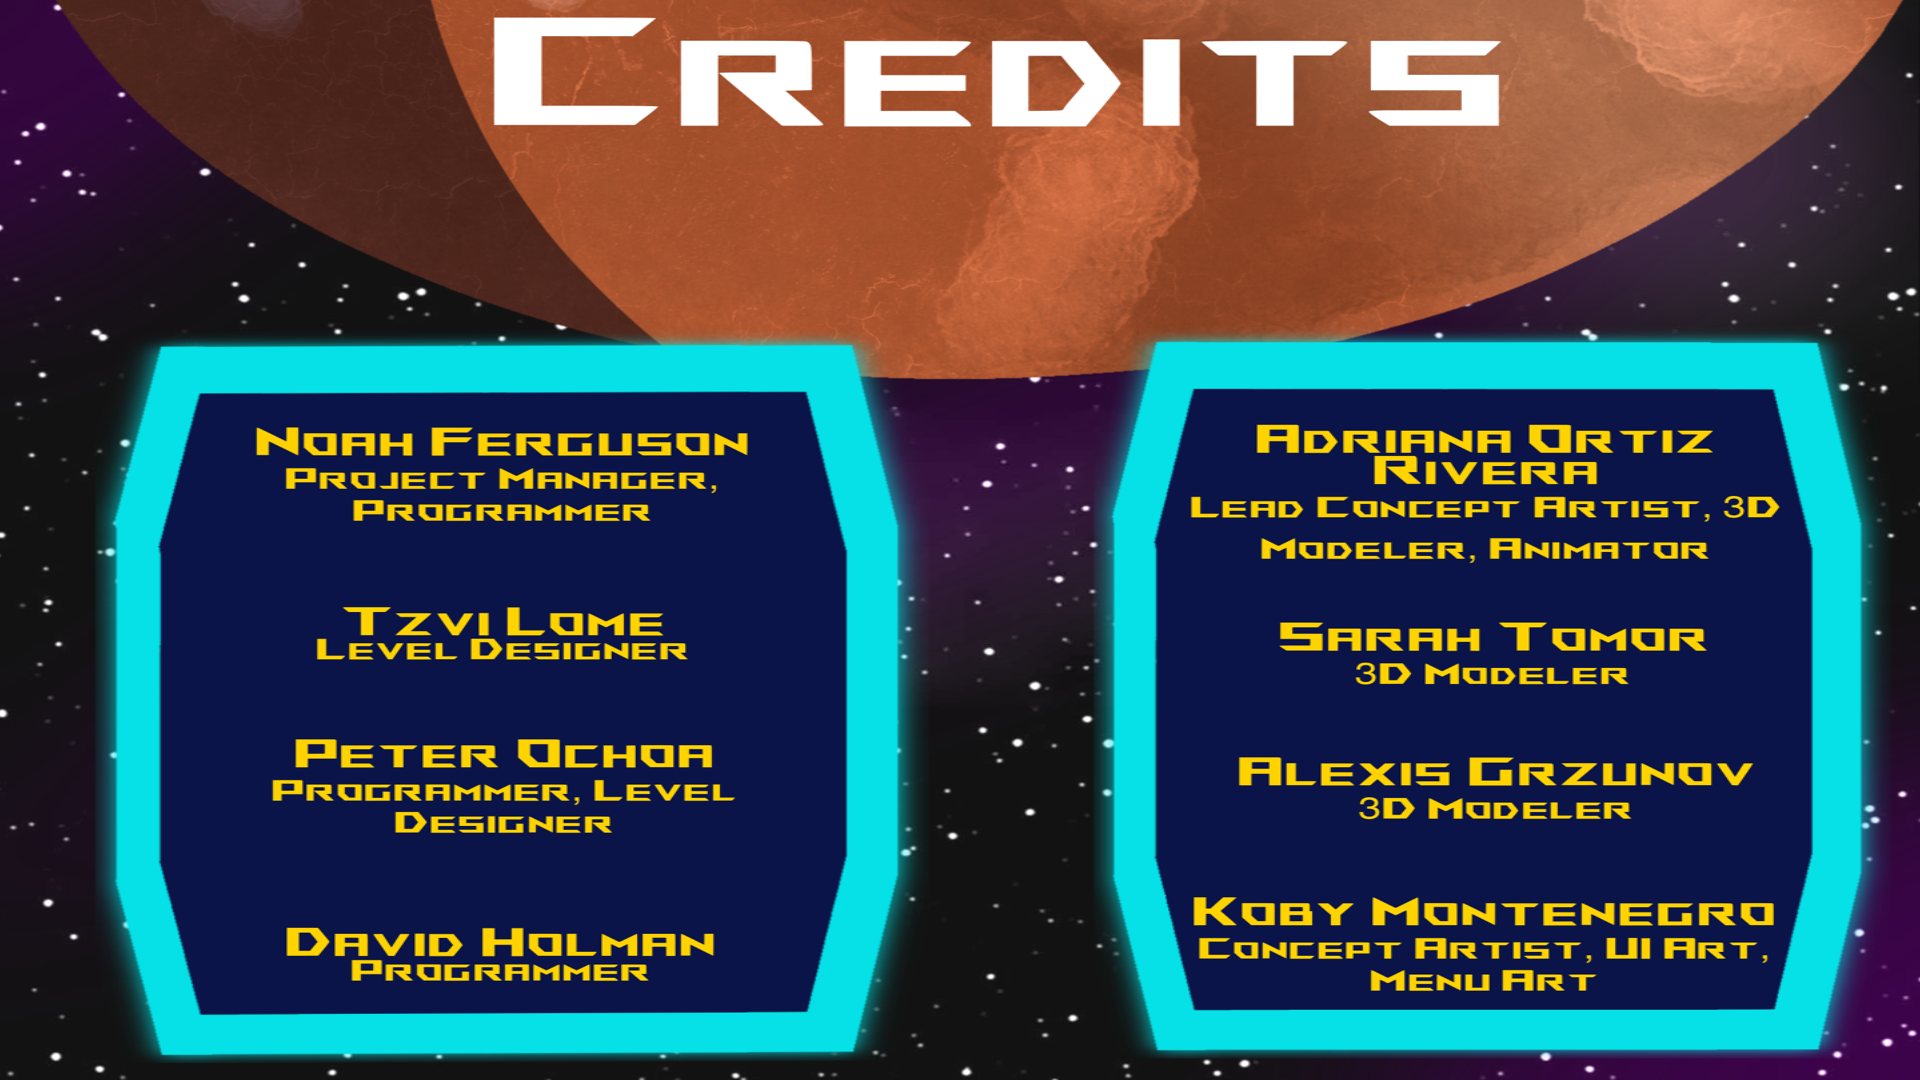 Credits
Noah Ferguson
Project Manager,
Programmer
Tzvi Lome
Level Designer
Peter Ochoa
Programmer, Level
Designer
David Holman
Programmer
Adriana Ortiz
Rivera
Lead Concept Artist, 3D
Modeler, Animator
Sarah Tomor
3D Modeler
Alexis Grzunov
3D Modeler
Koby Montenegro
Concept Artist, UI Art,
Menu Art